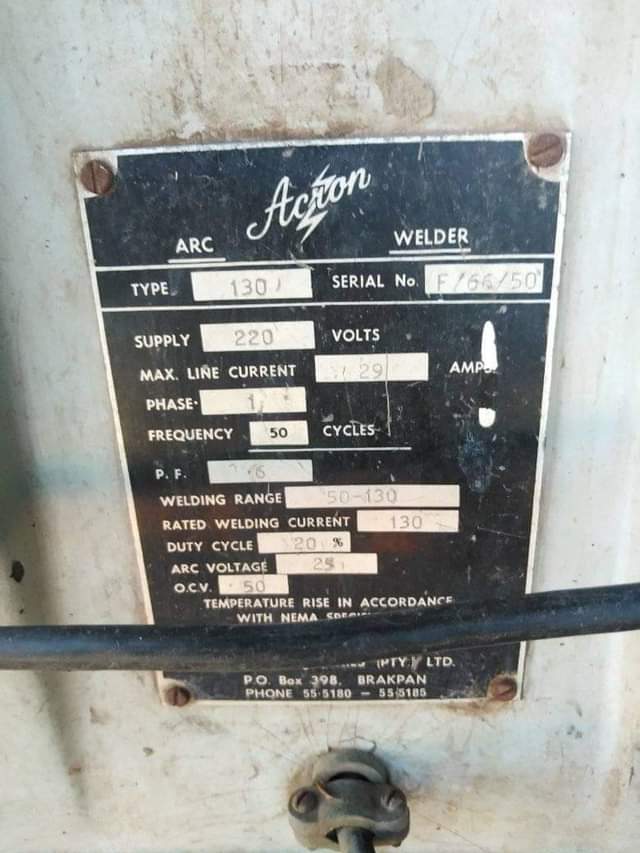 Acron
ARC WELDER
TYPE 130 SERIAL No. F/66/50
SUPPLY 220 VOLTS
MAX. LINE CURRENT 29 AMPS.
PHASE 1
FREQUENCY 50 CYCLES
P. F. 6
WELDING RANGE 50-130
RATED WELDING CURRENT 130
DUTY CYCLE 20 %
ARC VOLTAGE 25
O.C.V. 50
TEMPERATURE RISE IN ACCORDANCE
WITH NEMA
(PTY.) LTD.
P.O. Box 398, BRAKPAN
PHONE 55-5180 — 55-5185